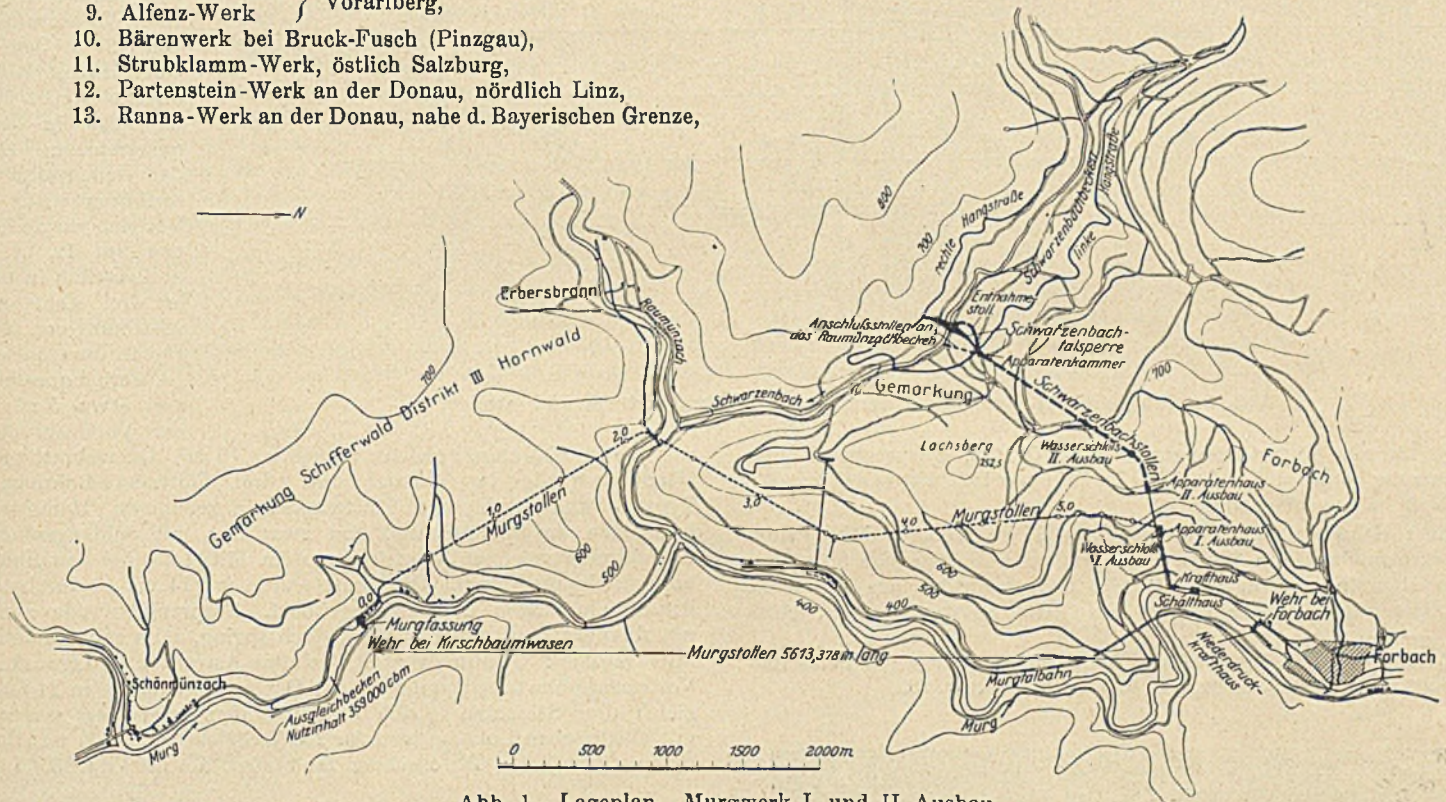 9. Alfenz-Werk } Vorarlberg,
10. Bärenwerk bei Bruck-Fusch (Pinzgau),
11. Strubklamm-Werk, östlich Salzburg,
12. Partenstein-Werk an der Donau, nördlich Linz,
13. Ranna-Werk an der Donau, nahe d. Bayerischen Grenze,
N
800
700
rechte Hangstraße
Schwarzenbachbecken
linke Hangstraße
Erbersbronn
Raumünzach
Entnahme-
stoll.
Anschlußstollen an
das Raumünzachbecken
Schwarzenbach-
talsperre
Apparatenkammer
Gemarkung Schifferwald Distrikt III Hornwald
700
Schwarzenbach
Gemarkung
700
Schwarzenbachstollen
Forbach
Lachsberg
Wasserschloß
II. Ausbau
Apparatenhaus
II. Ausbau
2,0
1,0
Murgstollen
3,0
4,0
Murgstollen
5,0
Apparatenhaus
I. Ausbau
Wasserschloß
I. Ausbau
600
500
600
500
400
400
0,0
Krafthaus
Schalthaus
Wehr bei
Forbach
Niederdruck-
Krafthaus
Forbach
Murgfassung
Wehr bei Kirschbaumwasen
Murgstollen 5613,378 m lang
Schönmünzach
Ausgleichbecken
Nutzinhalt 359000 cbm
Murgtalbahn
Murg
Murg
0 500 1000 1500 2000 m
Abb. 1. Lageplan. Murgwerk I. und II. Ausbau